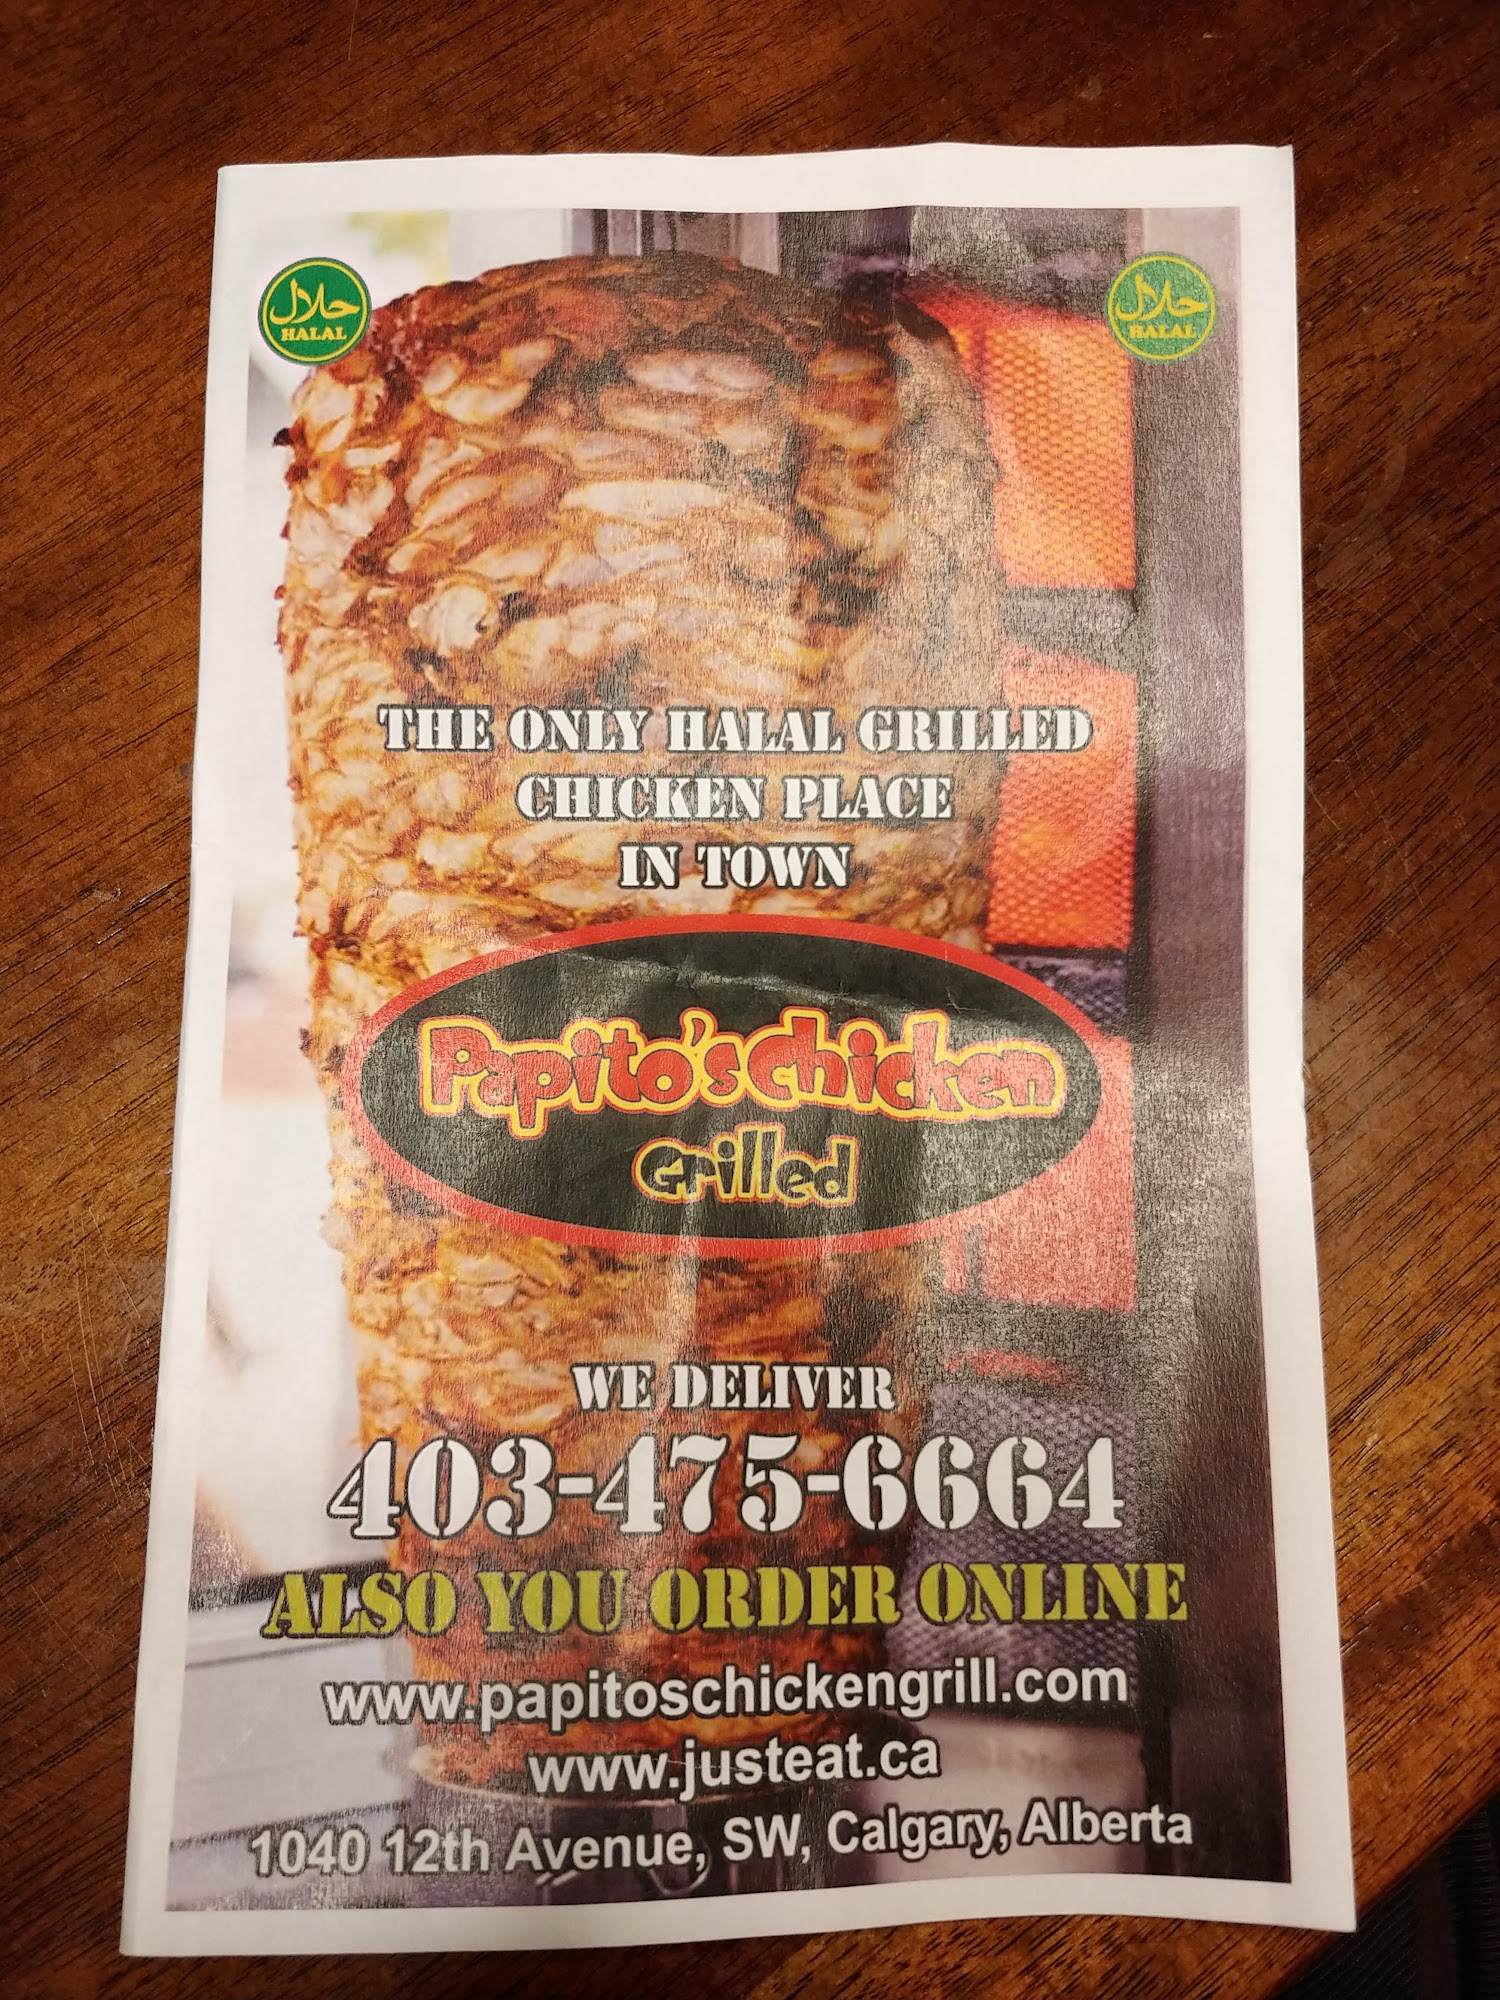 حلال
HALAL
حلال
HALAL
THE ONLY HALAL GRILLED
CHICKEN PLACE
IN TOWN
Papito's Chicken
Grilled
WE DELIVER
403-475-6664
ALSO YOU ORDER ONLINE
www.papitoschickengrill.com
www.justeat.ca
1040 12th Avenue, SW, Calgary, Alberta